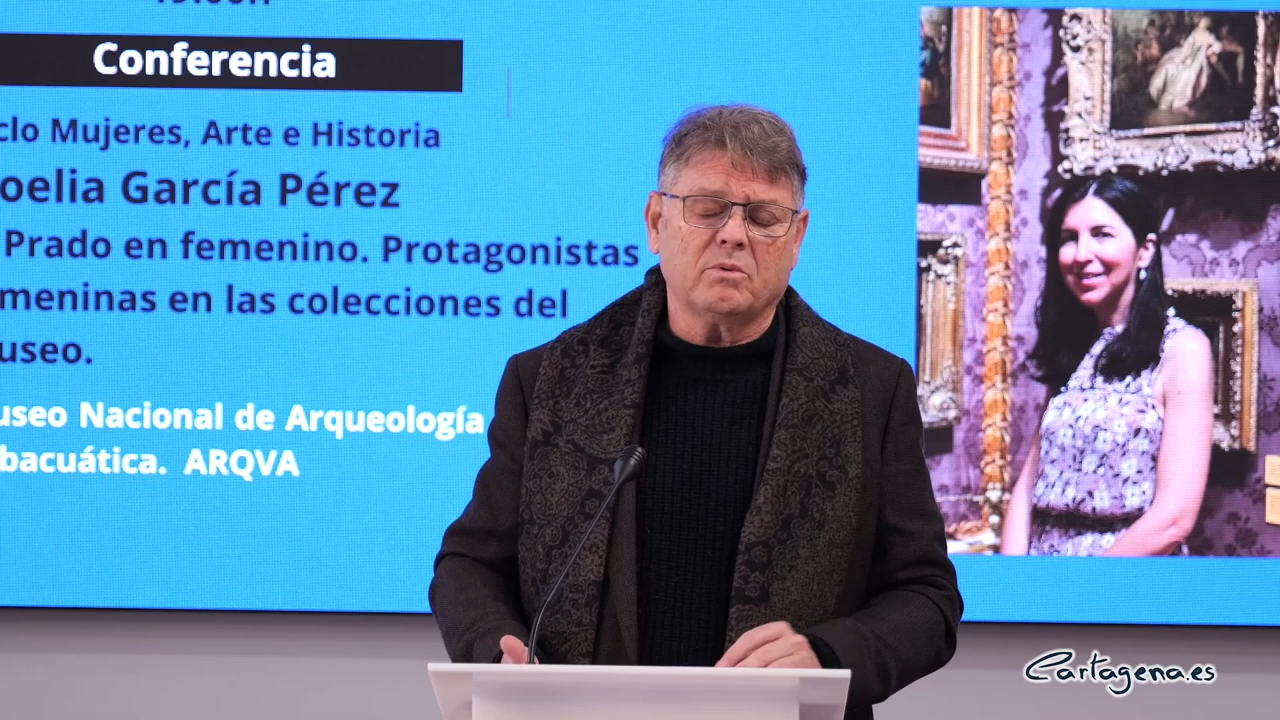 Conferencia
clo Mujeres, Arte e Historia
oelia García Pérez
Prado en femenino. Protagonistas
meninas en las colecciones del
useo.
useo Nacional de Arqueología
bacuática. ARQVA
Cartagena.es